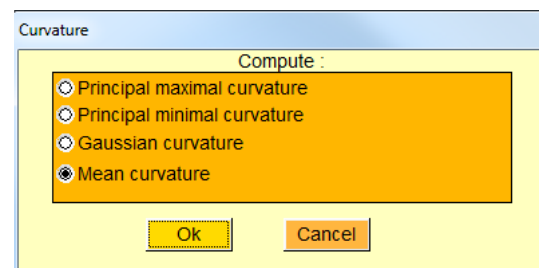 Curvature
Compute :
Principal maximal curvature
Principal minimal curvature
Gaussian curvature
Mean curvature
Ok Cancel